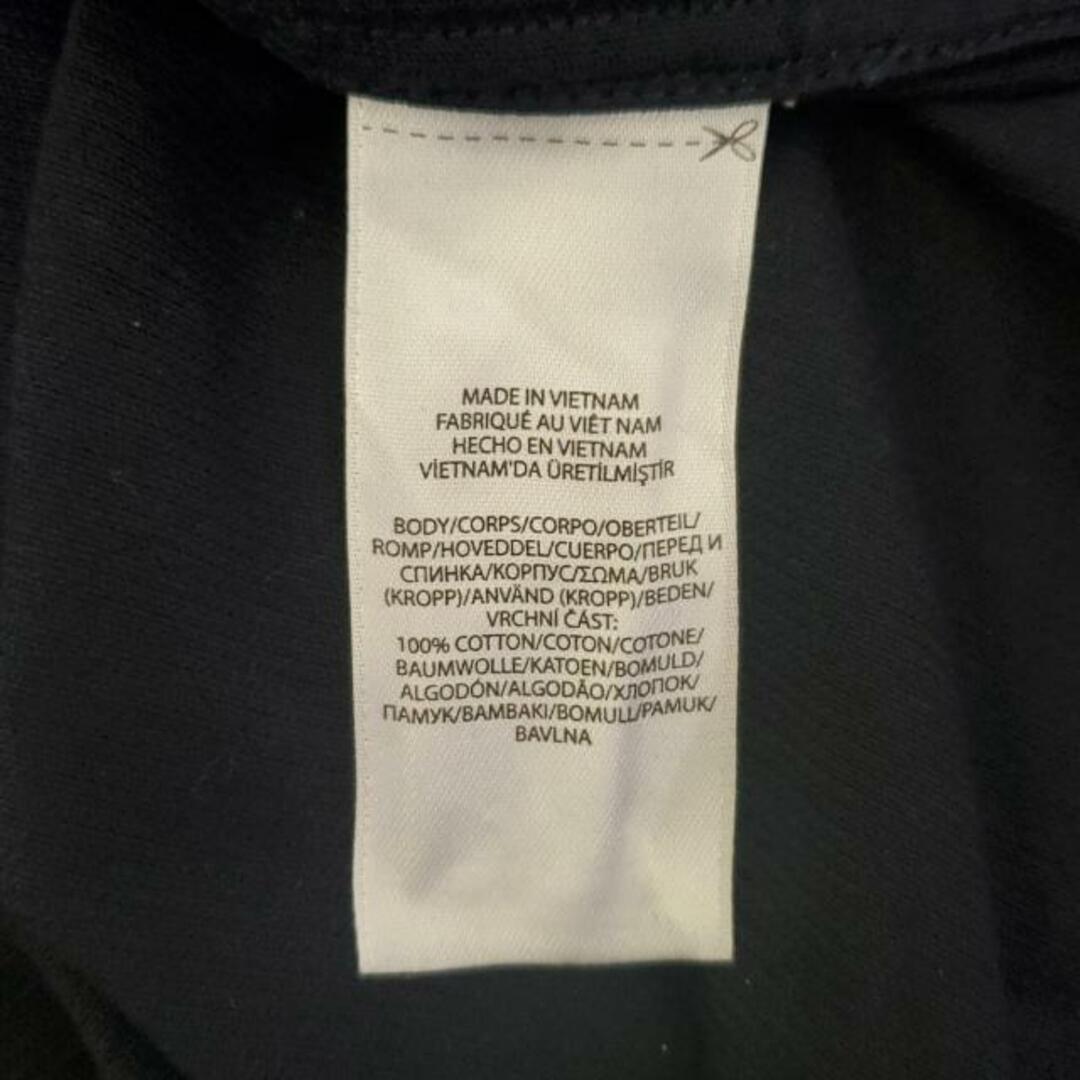 MADE IN VIETNAM
FABRIQUÉ AU VIÊT NAM
HECHO EN VIETNAM
VİETNAM'DA ÜRETİLMİŞTİR
BODY/CORPS/CORPO/OBERTEIL/
ROMP/HOVEDDEL/CUERPO/ПЕРЕД И
СПИНКА/КОРПУС/ΣΩΜΑ/BRUK
(KROPP)/ANVÄND (KROPP)/BEDEN/
VRCHNÍ ČÁST:
100% COTTON/COTON/COTONE/
BAUMWOLLE/KATOEN/BOMULD/
ALGODÓN/ALGODÃO/ХЛОПОК/
ПАМУК/ΒΑΜΒΑΚΙ/BOMULL/PAMUK/
BAVLNA